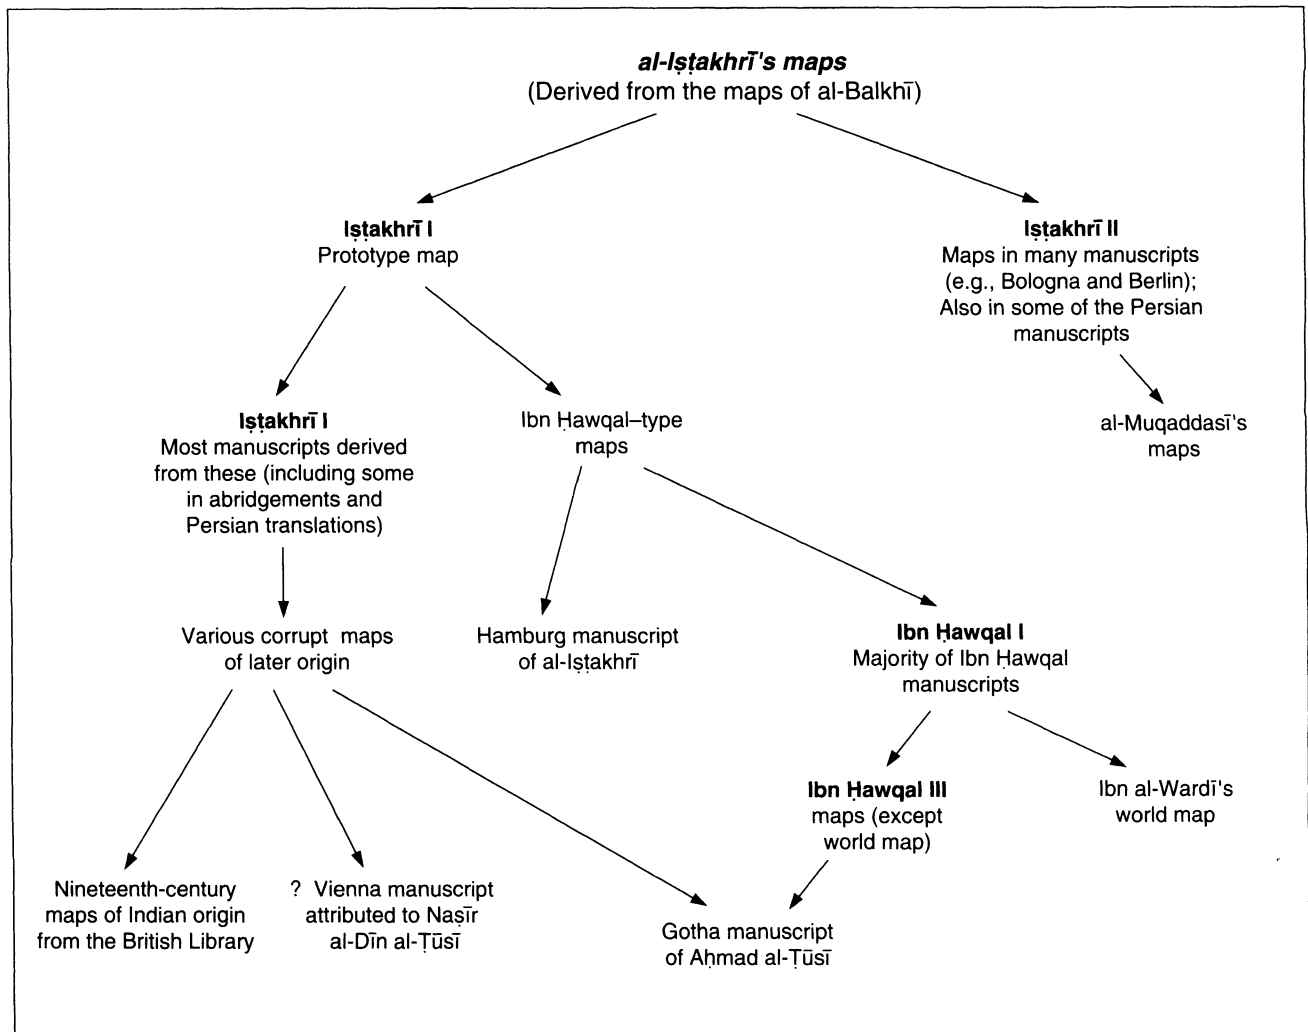 al-Iṣṭakhrī's maps
(Derived from the maps of al-Balkhī)
Iṣṭakhrī I
Prototype map
Iṣṭakhrī II
Maps in many manuscripts
(e.g., Bologna and Berlin);
Also in some of the Persian
manuscripts
Iṣṭakhrī I
Most manuscripts derived
from these (including some
in abridgements and
Persian translations)
Ibn Ḥawqal–type
maps
al-Muqaddasī's
maps
Various corrupt maps
of later origin
Hamburg manuscript
of al-Iṣṭakhrī
Ibn Ḥawqal I
Majority of Ibn Ḥawqal
manuscripts
Ibn Ḥawqal III
maps (except
world map)
Ibn al-Wardī's
world map
Nineteenth-century
maps of Indian origin
from the British Library
? Vienna manuscript
attributed to Naṣīr
al-Dīn al-Ṭūsī
Gotha manuscript
of Aḥmad al-Ṭūsī